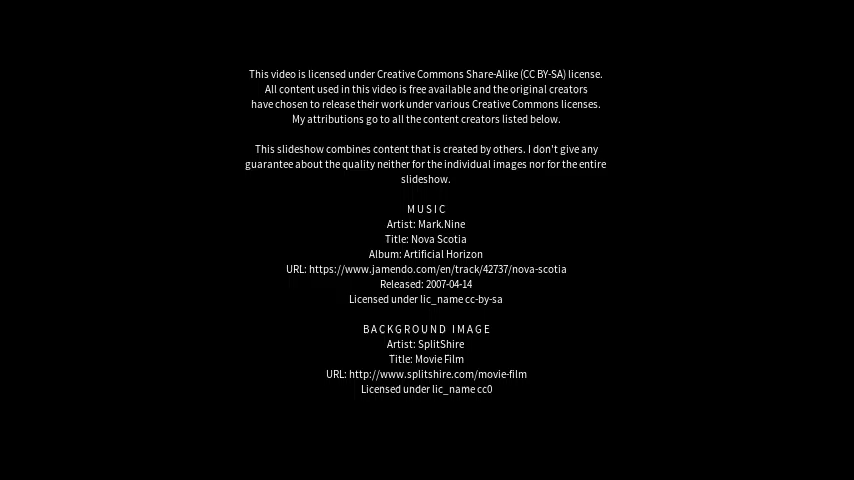 This video is licensed under Creative Commons Share-Alike (CC BY-SA) license.
All content used in this video is free available and the original creators
have chosen to release their work under various Creative Commons licenses.
My attributions go to all the content creators listed below.
This slideshow combines content that is created by others. I don't give any
guarantee about the quality neither for the individual images nor for the entire
slideshow.
MUSIC
Artist: Mark.Nine
Title: Nova Scotia
Album: Artificial Horizon
URL: https://www.jamendo.com/en/track/42737/nova-scotia
Released: 2007-04-14
Licensed under lic_name cc-by-sa
BACKGROUND IMAGE
Artist: SplitShire
Title: Movie Film
URL: http://www.splitshire.com/movie-film
Licensed under lic_name cc0